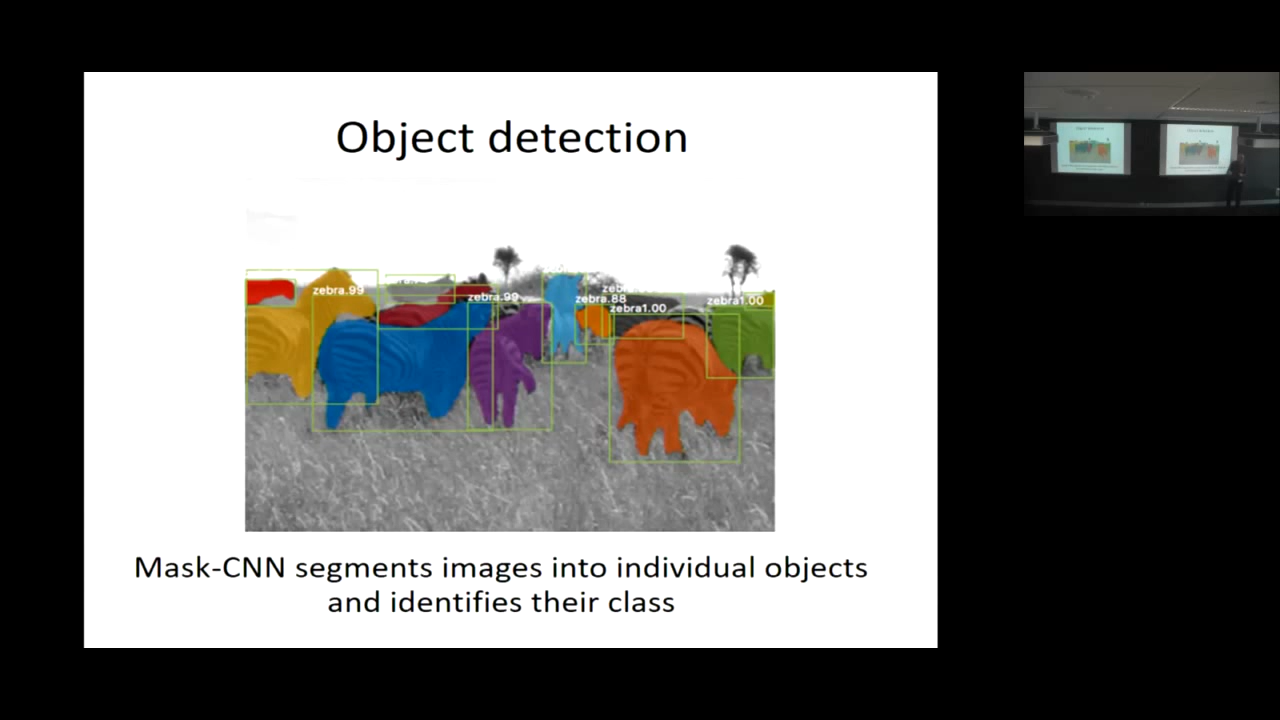 Object detection
zebra.99
zebra.99
zebra.88
zebra1.00
zebra1.00
Mask-CNN segments images into individual objects
and identifies their class